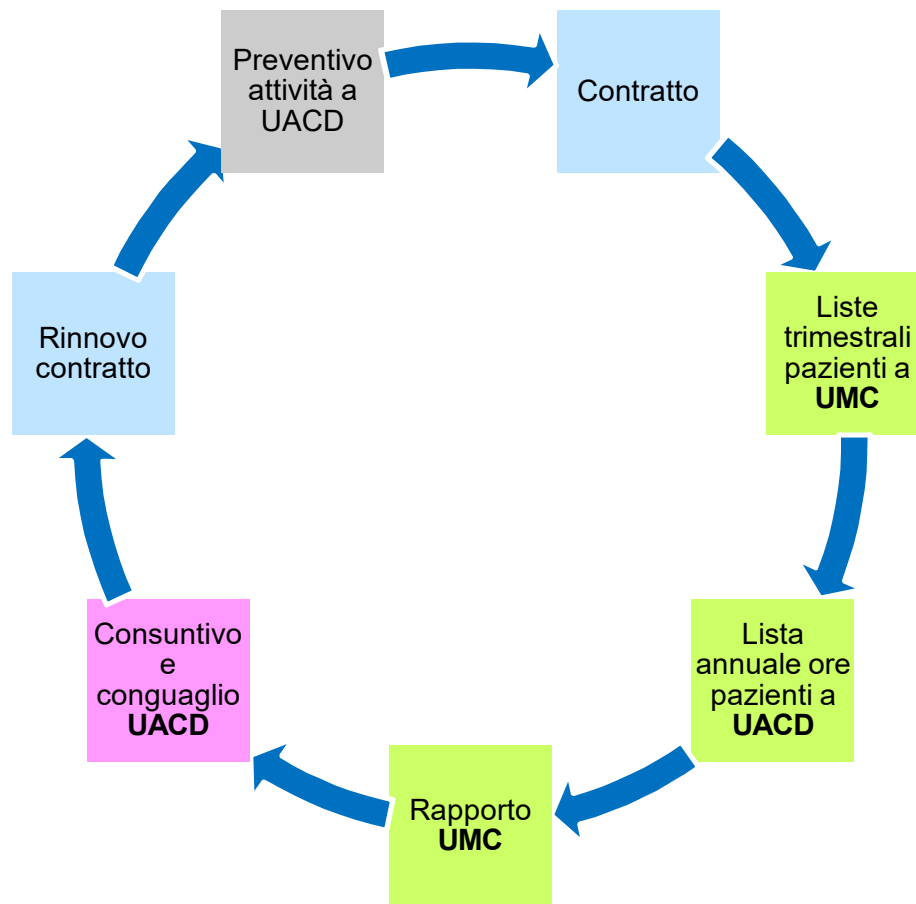 Preventivo
attività a
UACD
Contratto
Liste
trimestrali
pazienti a
UMC
Lista
annuale ore
pazienti a
UACD
Rapporto
UMC
Consuntivo
e
conguaglio
UACD
Rinnovo
contratto